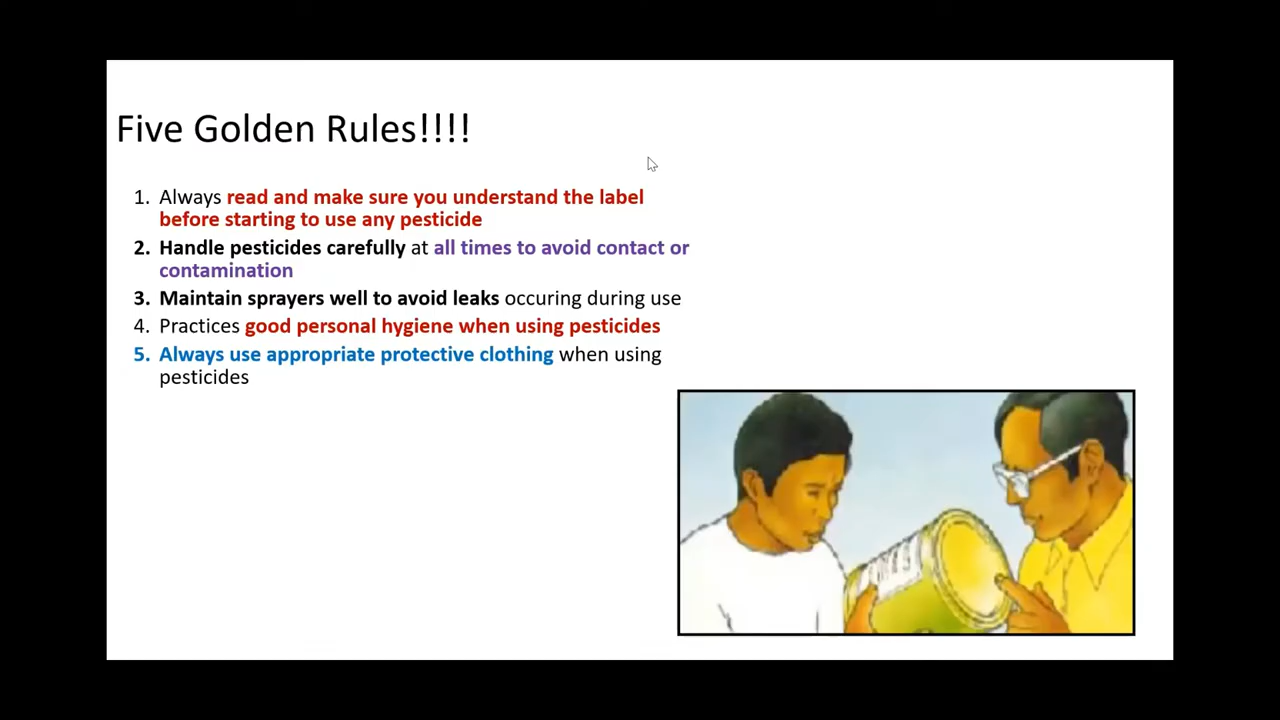 Five Golden Rules!!!!
1. Always read and make sure you understand the label
before starting to use any pesticide
2. Handle pesticides carefully at all times to avoid contact or
contamination
3. Maintain sprayers well to avoid leaks occuring during use
4. Practices good personal hygiene when using pesticides
5. Always use appropriate protective clothing when using
pesticides